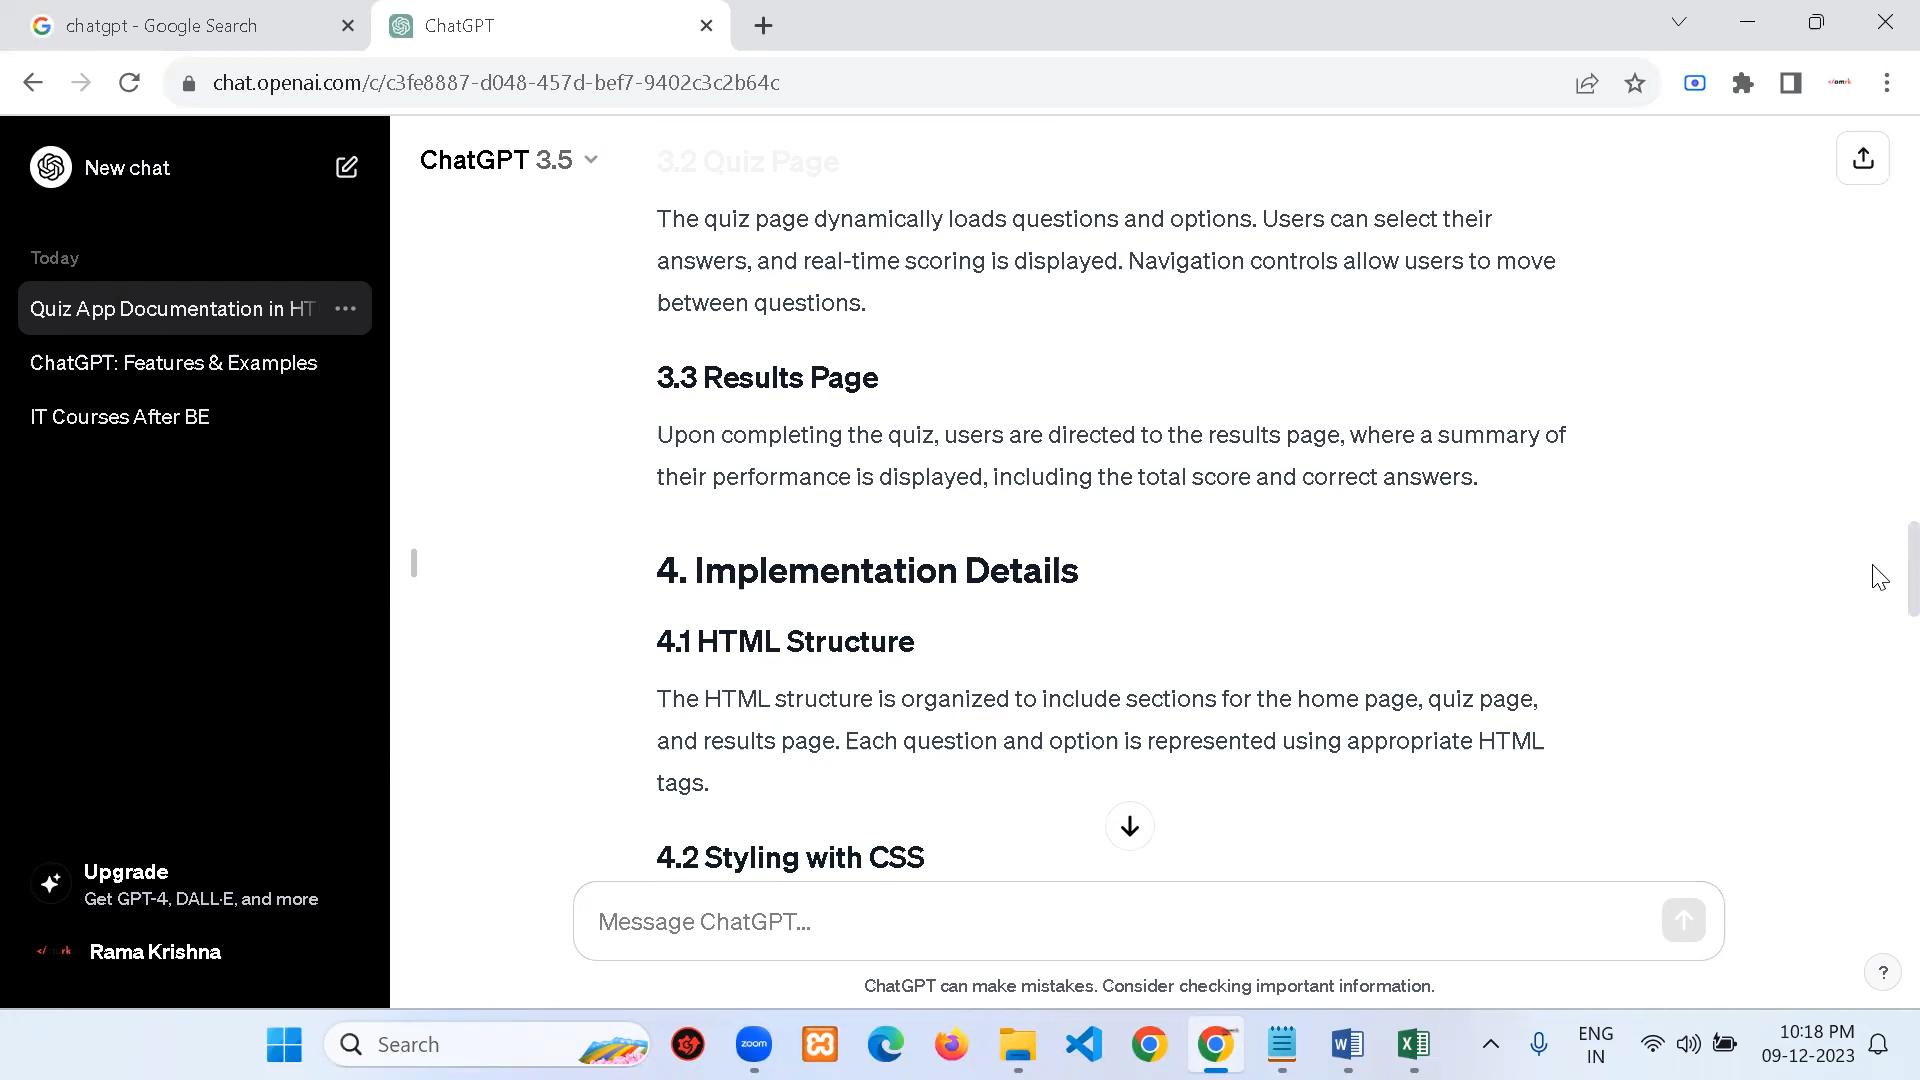 chatgpt - Google Search
ChatGPT
chat.openai.com/c/c3fe8887-d048-457d-bef7-9402c3c2b64c
New chat
Today
Quiz App Documentation in HT
ChatGPT: Features & Examples
IT Courses After BE
Upgrade
Get GPT-4, DALL·E, and more
Rama Krishna
ChatGPT 3.5
3.2 Quiz Page
The quiz page dynamically loads questions and options. Users can select their
answers, and real-time scoring is displayed. Navigation controls allow users to move
between questions.
3.3 Results Page
Upon completing the quiz, users are directed to the results page, where a summary of
their performance is displayed, including the total score and correct answers.
4. Implementation Details
4.1 HTML Structure
The HTML structure is organized to include sections for the home page, quiz page,
and results page. Each question and option is represented using appropriate HTML
tags.
4.2 Styling with CSS
Message ChatGPT...
ChatGPT can make mistakes. Consider checking important information.
?
Search
zoom
ENG
IN
10:18 PM
09-12-2023